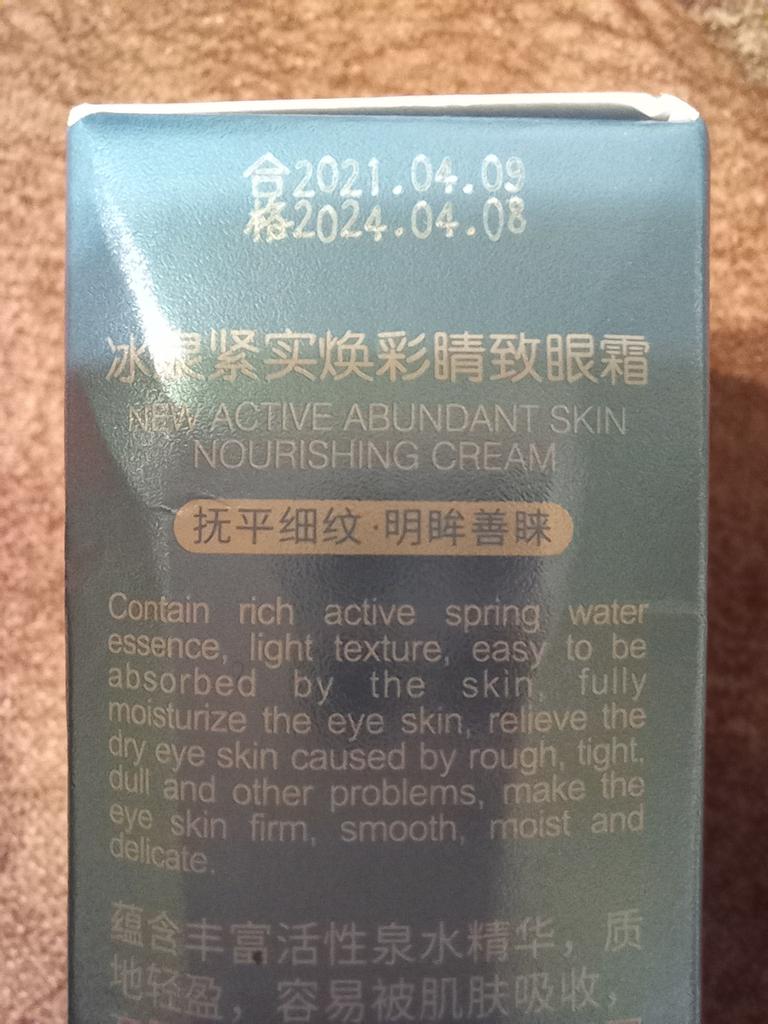 合2021.04.09
格2024.04.08
冰泉紧实焕彩睛致眼霜
NEW ACTIVE ABUNDANT SKIN
NOURISHING CREAM
抚平细纹·明眸善睐
Contain rich active spring water
essence, light texture, easy to be
absorbed by the skin, fully
moisturize the eye skin, relieve the
dry eye skin caused by rough, tight,
dull and other problems, make the
eye skin firm, smooth, moist and
delicate.
蕴含丰富活性泉水精华，质
地轻盈，容易被肌肤吸收，